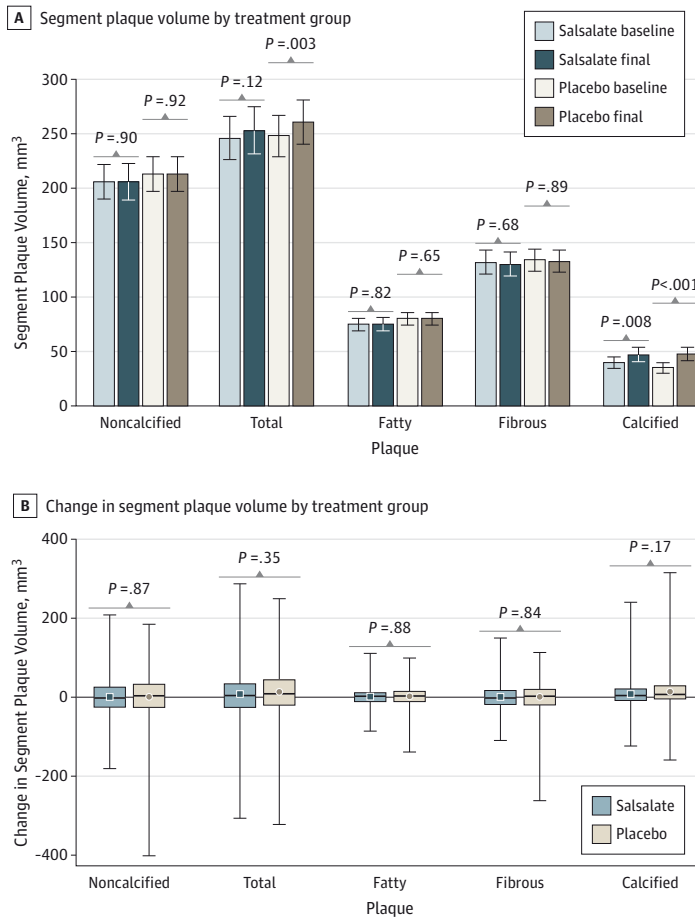 A Segment plaque volume by treatment group
Salsalate baseline
Salsalate final
Placebo baseline
Placebo final
P =.90
P =.92
P =.12
P =.003
P =.82
P =.65
P =.68
P =.89
P =.008
P<.001
300
250
200
150
100
50
0
Segment Plaque Volume, mm³
Noncalcified Total Fatty Fibrous Calcified
Plaque
B Change in segment plaque volume by treatment group
400
200
0
-200
-400
Change in Segment Plaque Volume, mm³
P =.87
P =.35
P =.88
P =.84
P =.17
Salsalate
Placebo
Noncalcified Total Fatty Fibrous Calcified
Plaque